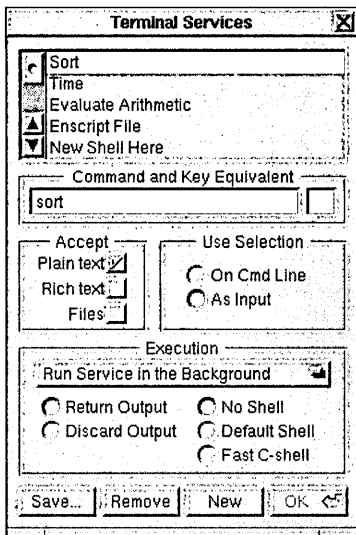 Terminal Services
Sort
Time
Evaluate Arithmetic
Enscript File
New Shell Here
Command and Key Equivalent
sort
Accept
Plain text
Rich text
Files
Use Selection
On Cmd Line
As Input
Execution
Run Service in the Background
Return Output
Discard Output
No Shell
Default Shell
Fast C-shell
Save... Remove New OK